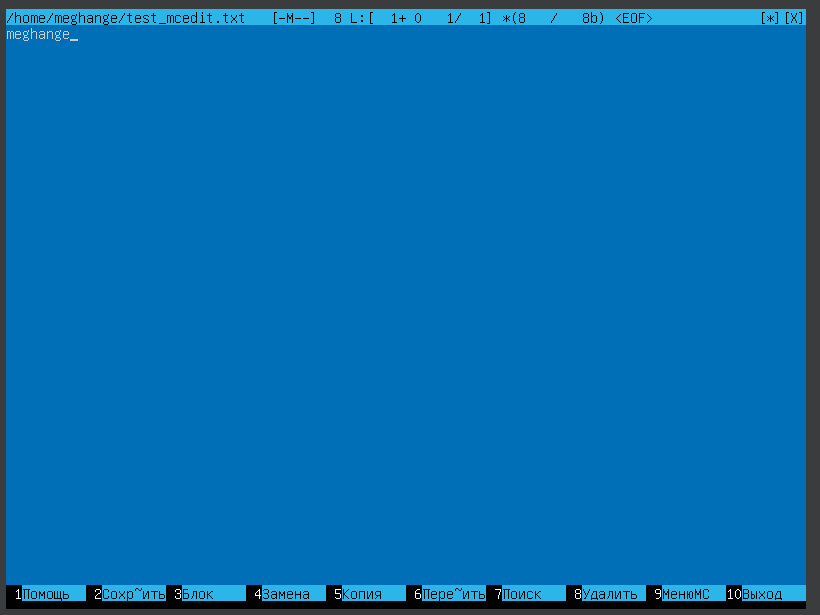 /home/meghange/test_mcedit.txt [-M--] 8 L:[ 1+ 0 1/ 1] *(8 / 8b) <EOF> [*][X]
meghange_
1Помощь 2Сохр~ить 3Блок 4Замена 5Копия 6Пере~ить 7Поиск 8Удалить 9МенюMC 10Выход